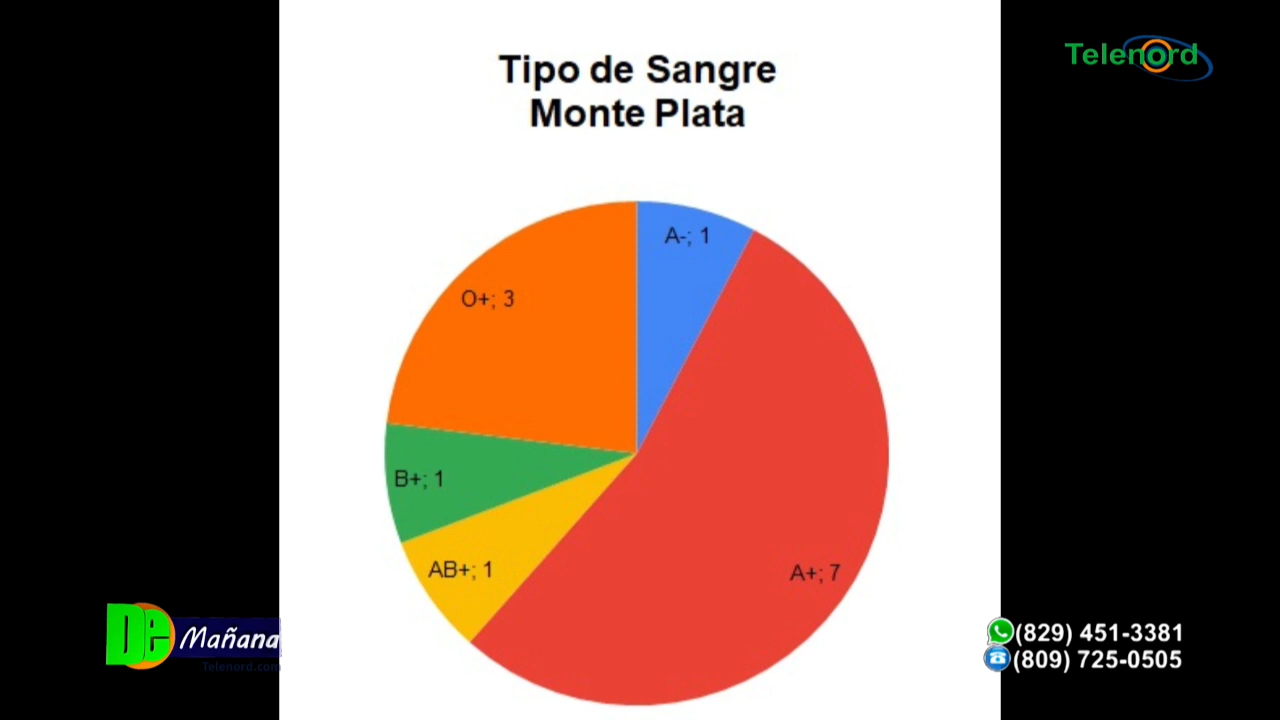 Telenord
Tipo de Sangre
Monte Plata
A-; 1
O+; 3
B+; 1
AB+; 1
A+; 7
De Mañana
Telenord.com
(829) 451-3381
(809) 725-0505